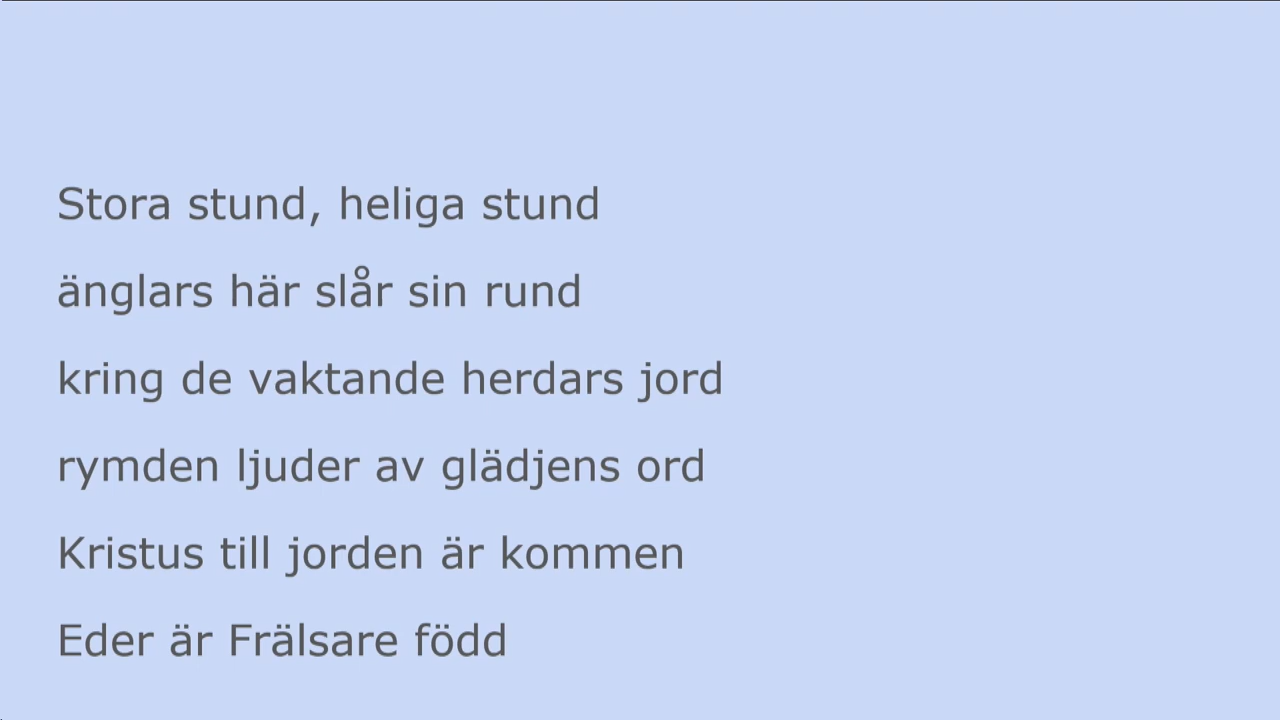 Stora stund, heliga stund
änglars här slår sin rund
kring de vaktande herdars jord
rymden ljuder av glädjens ord
Kristus till jorden är kommen
Eder är Frälsare född